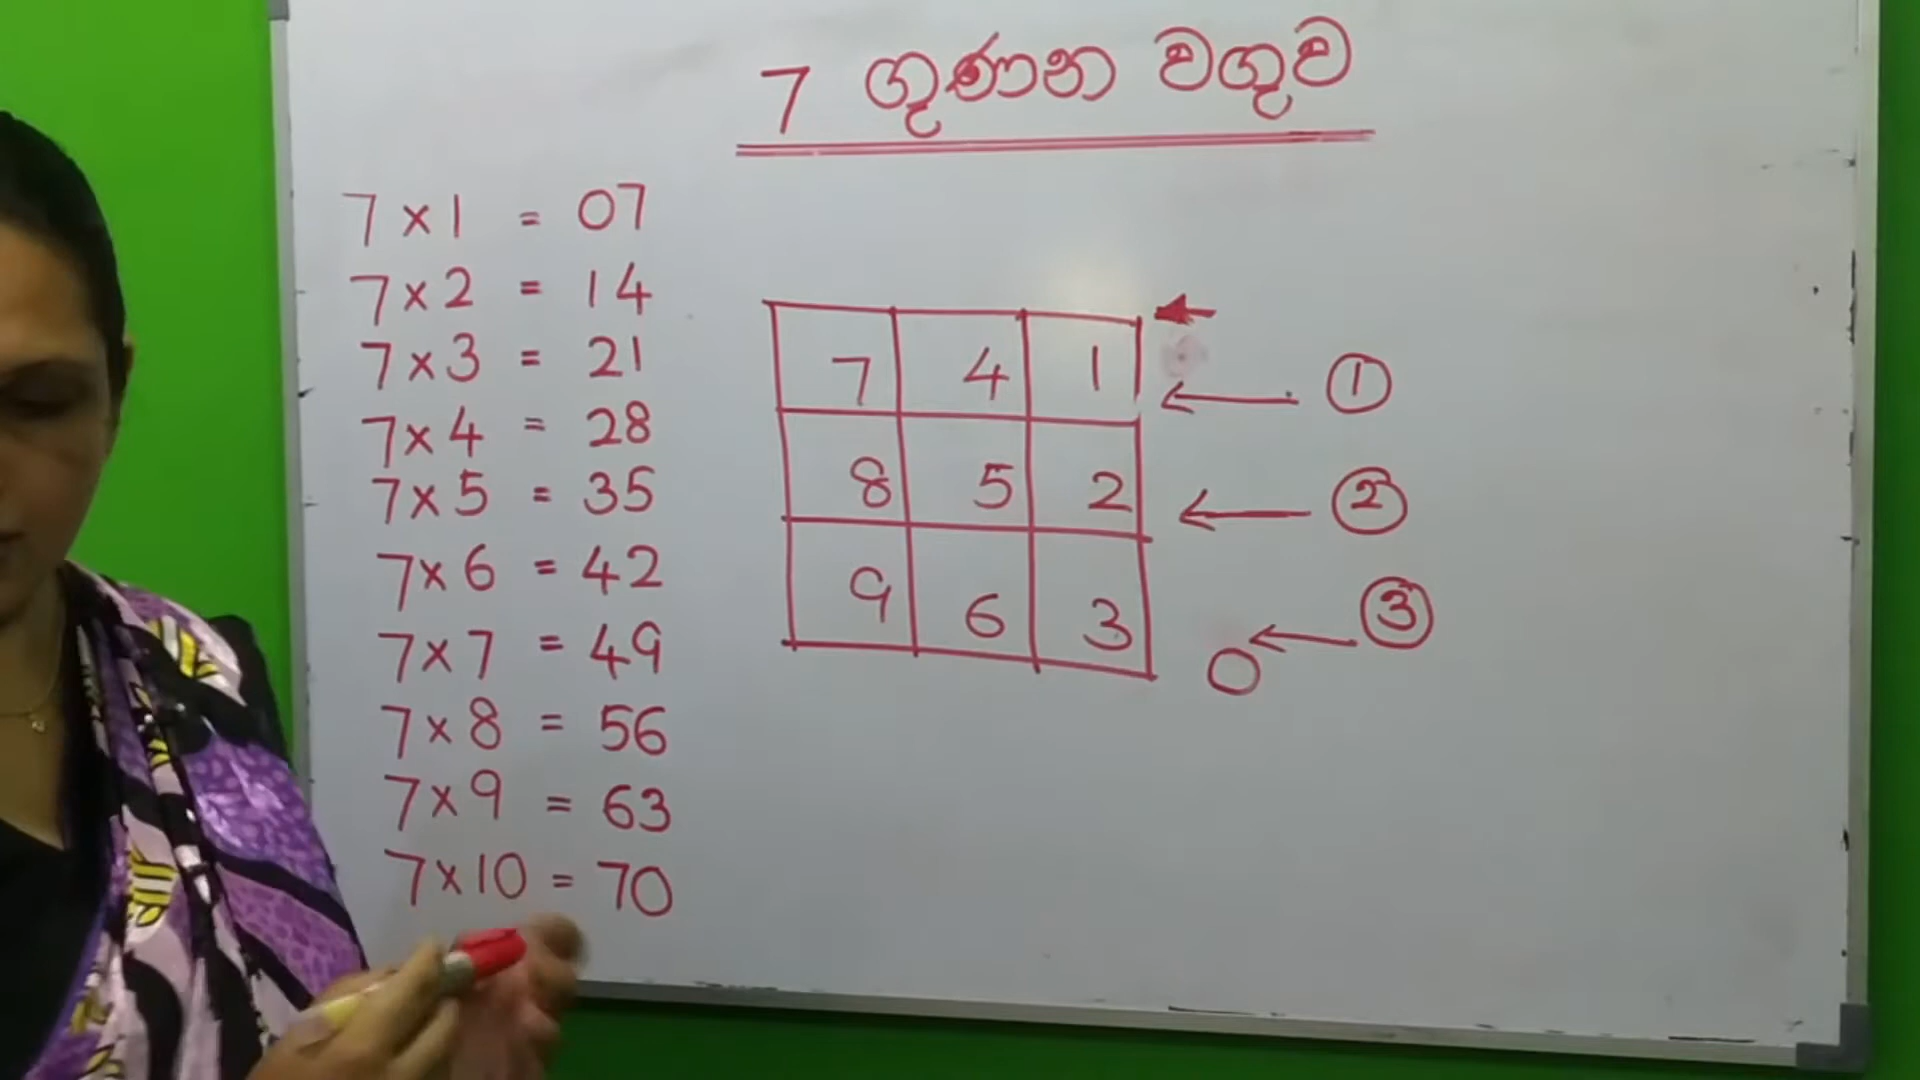 7 ගුණන වගුව
7 × 1 = 07
7 × 2 = 14
7 × 3 = 21
7 × 4 = 28
7 × 5 = 35
7 × 6 = 42
7 × 7 = 49
7 × 8 = 56
7 × 9 = 63
7 × 10 = 70
7 4 1 ← ①
8 5 2 ← ②
9 6 3 0 ← ③